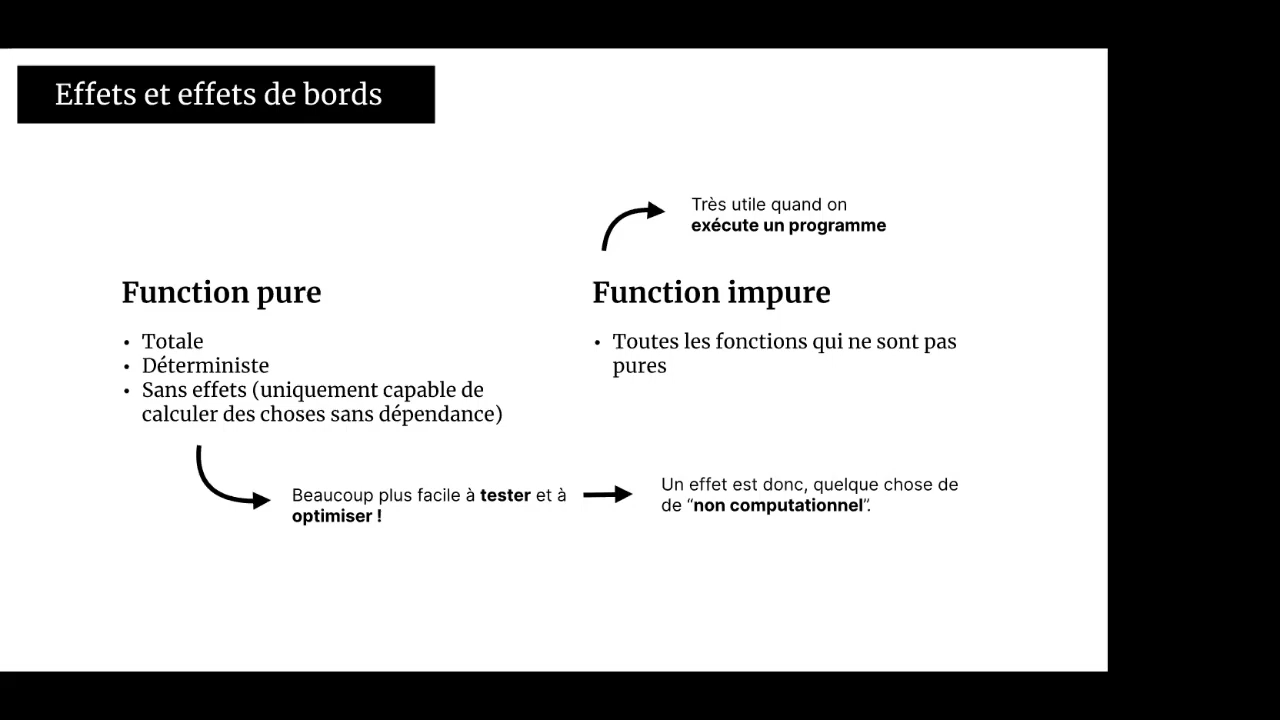 Effets et effets de bords
Très utile quand on
exécute un programme
Function pure
• Totale
• Déterministe
• Sans effets (uniquement capable de
calculer des choses sans dépendance)
Function impure
• Toutes les fonctions qui ne sont pas
pures
Beaucoup plus facile à tester et à
optimiser !
Un effet est donc, quelque chose de
de “non computationnel”.